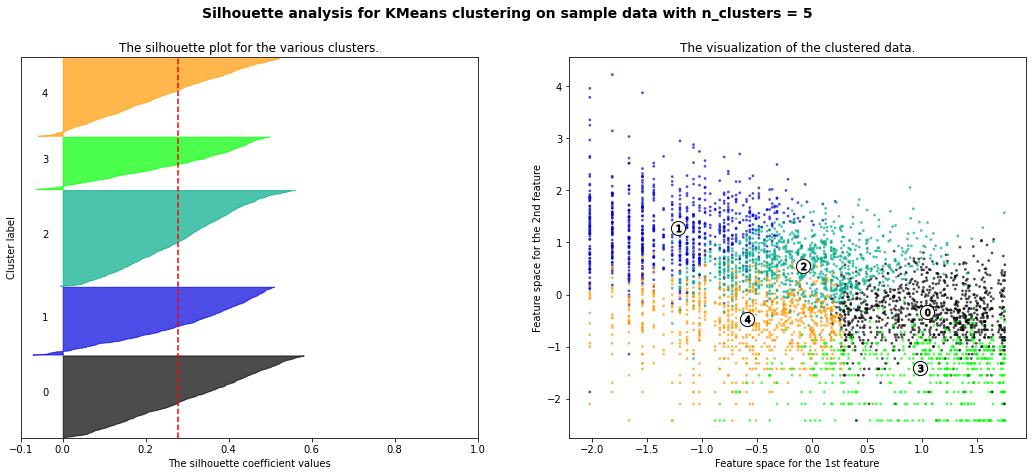 Silhouette analysis for KMeans clustering on sample data with n_clusters = 5
The silhouette plot for the various clusters.
Cluster label
4
3
2
1
0
-0.1 0.0 0.2 0.4 0.6 0.8 1.0
The silhouette coefficient values
The visualization of the clustered data.
Feature space for the 2nd feature
4
3
2
1
0
−1
−2
1
2
0
4
3
−2.0 −1.5 −1.0 −0.5 0.0 0.5 1.0 1.5
Feature space for the 1st feature